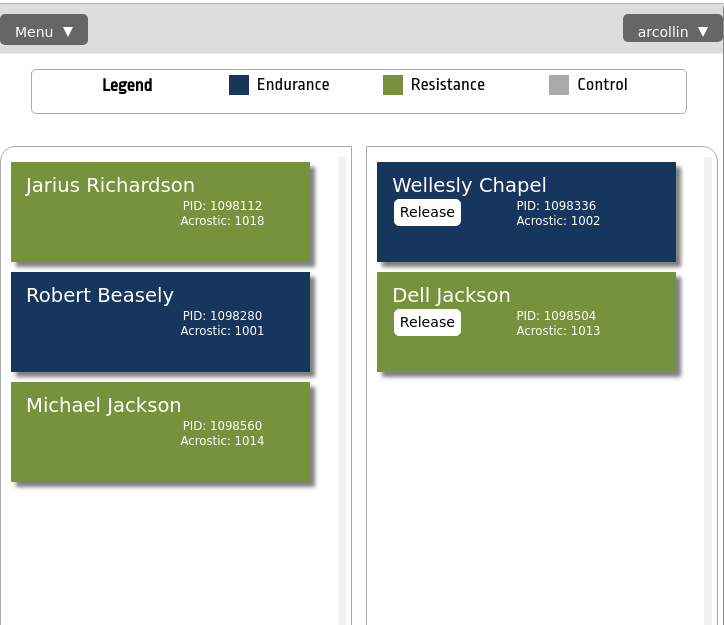 Menu ▼
arcollin ▼
Legend
Endurance
Resistance
Control
Jarius Richardson
PID: 1098112
Acrostic: 1018
Robert Beasely
PID: 1098280
Acrostic: 1001
Michael Jackson
PID: 1098560
Acrostic: 1014
Wellesly Chapel
Release
PID: 1098336
Acrostic: 1002
Dell Jackson
Release
PID: 1098504
Acrostic: 1013